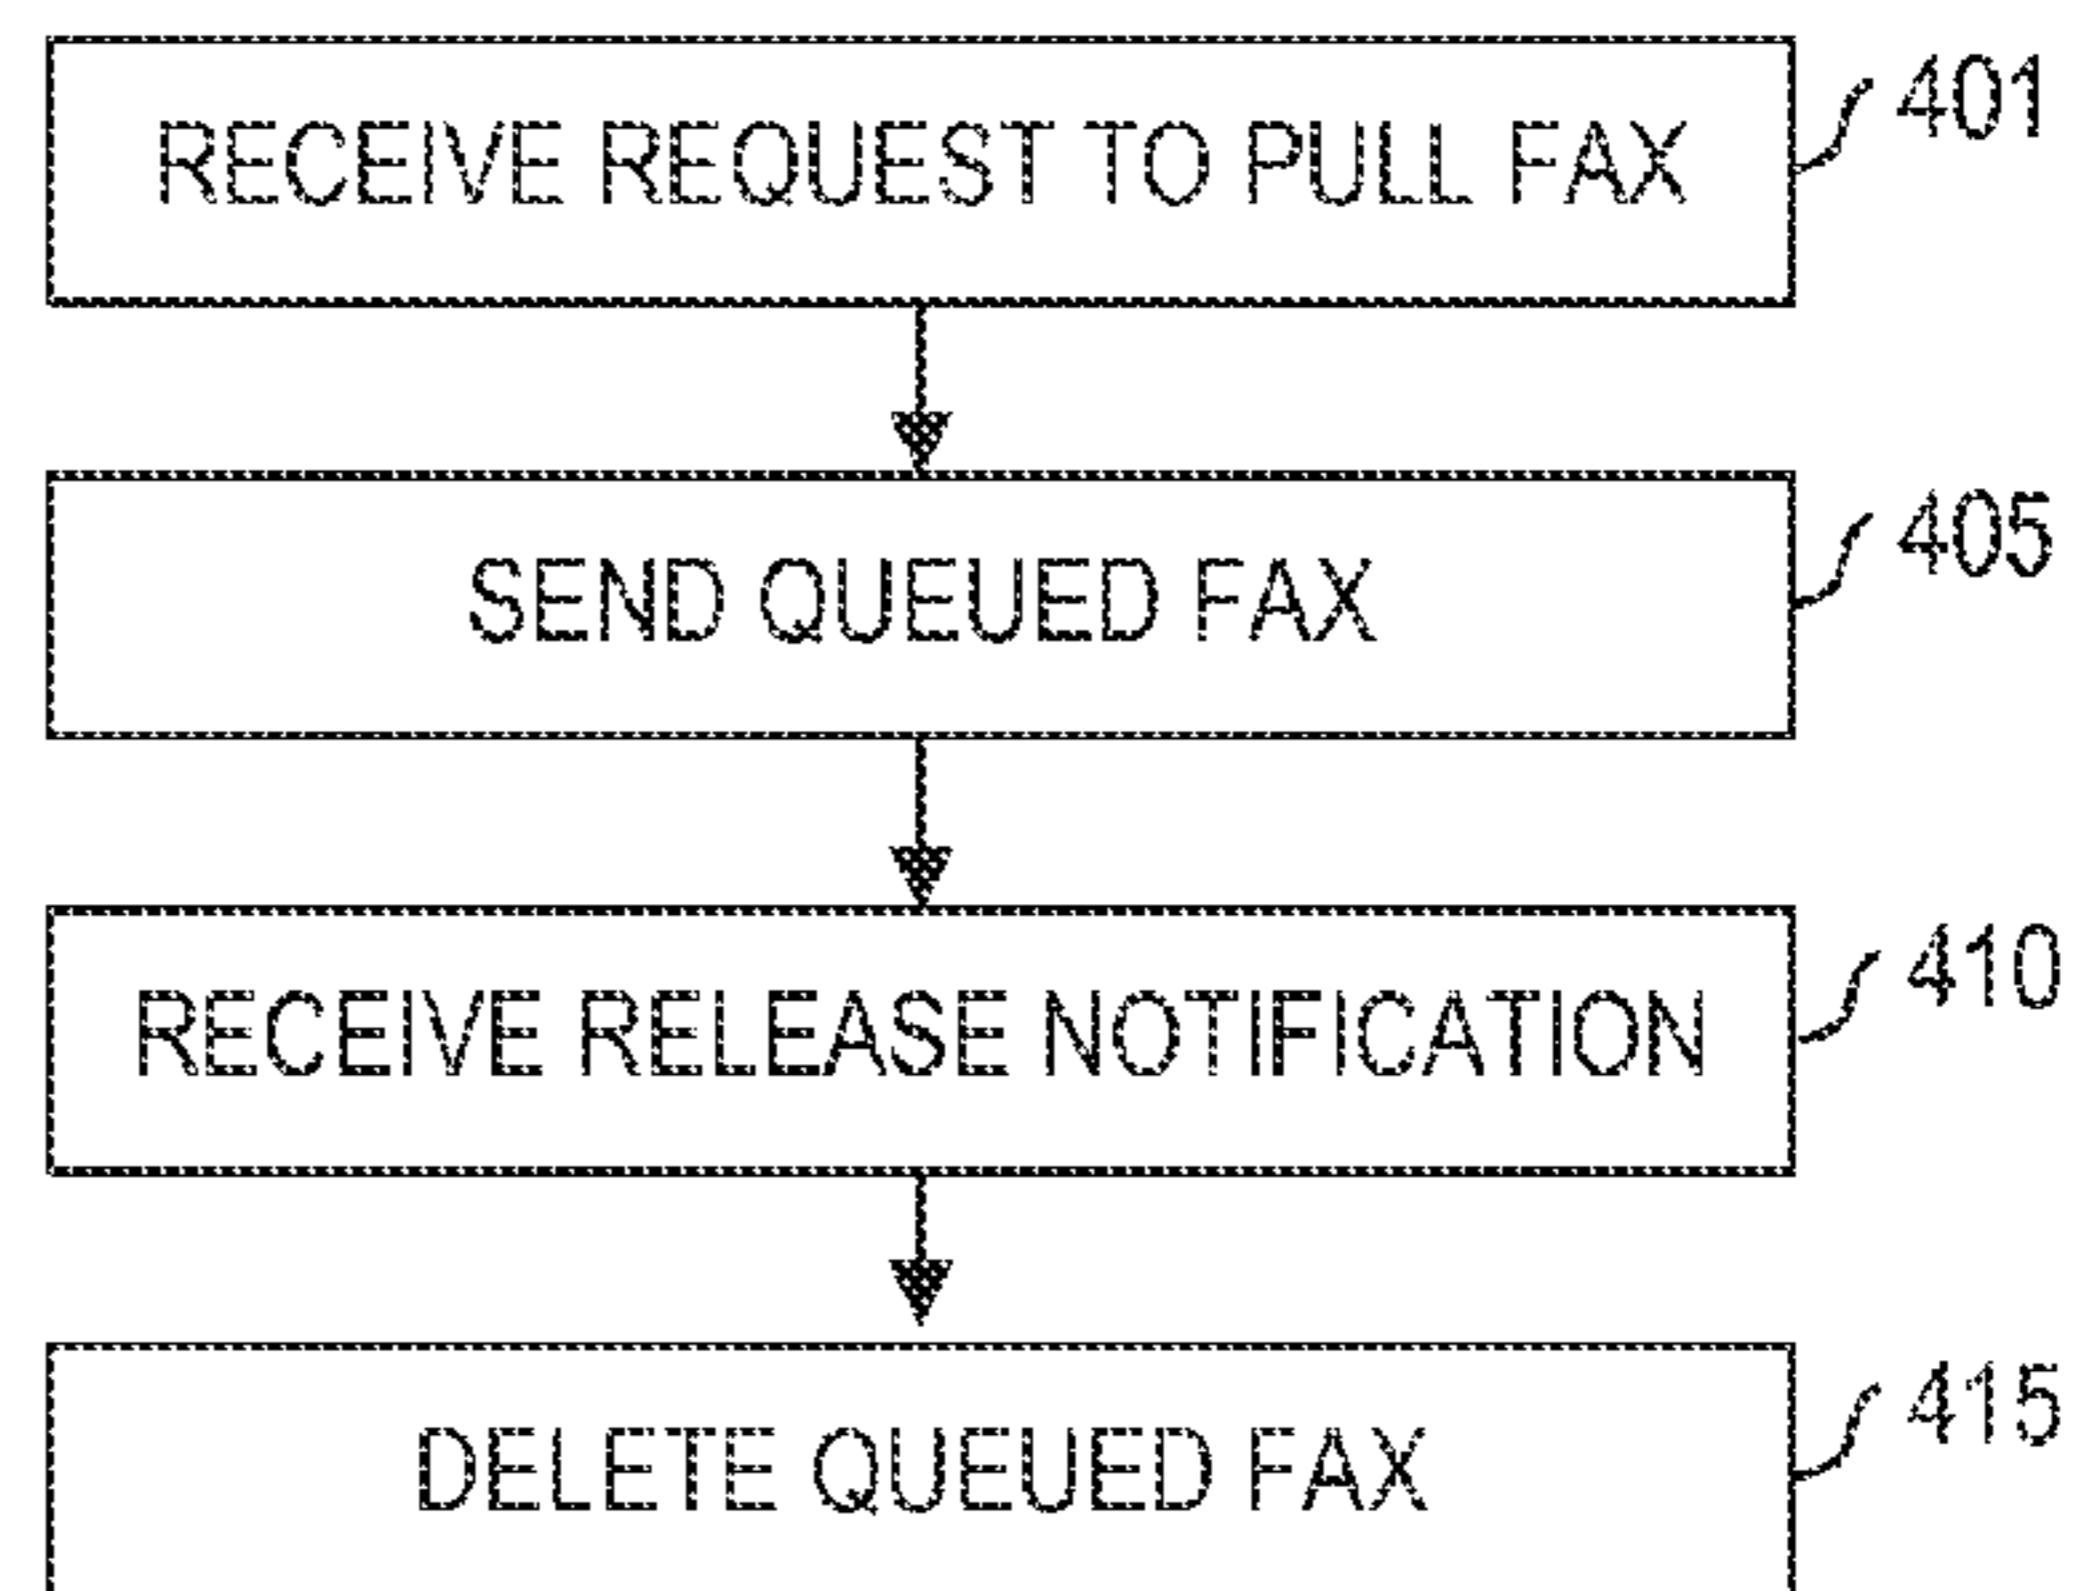 RECEIVE REQUEST TO PULL FAX
401
SEND QUEUED FAX
405
RECEIVE RELEASE NOTIFICATION
410
DELETE QUEUED FAX
415